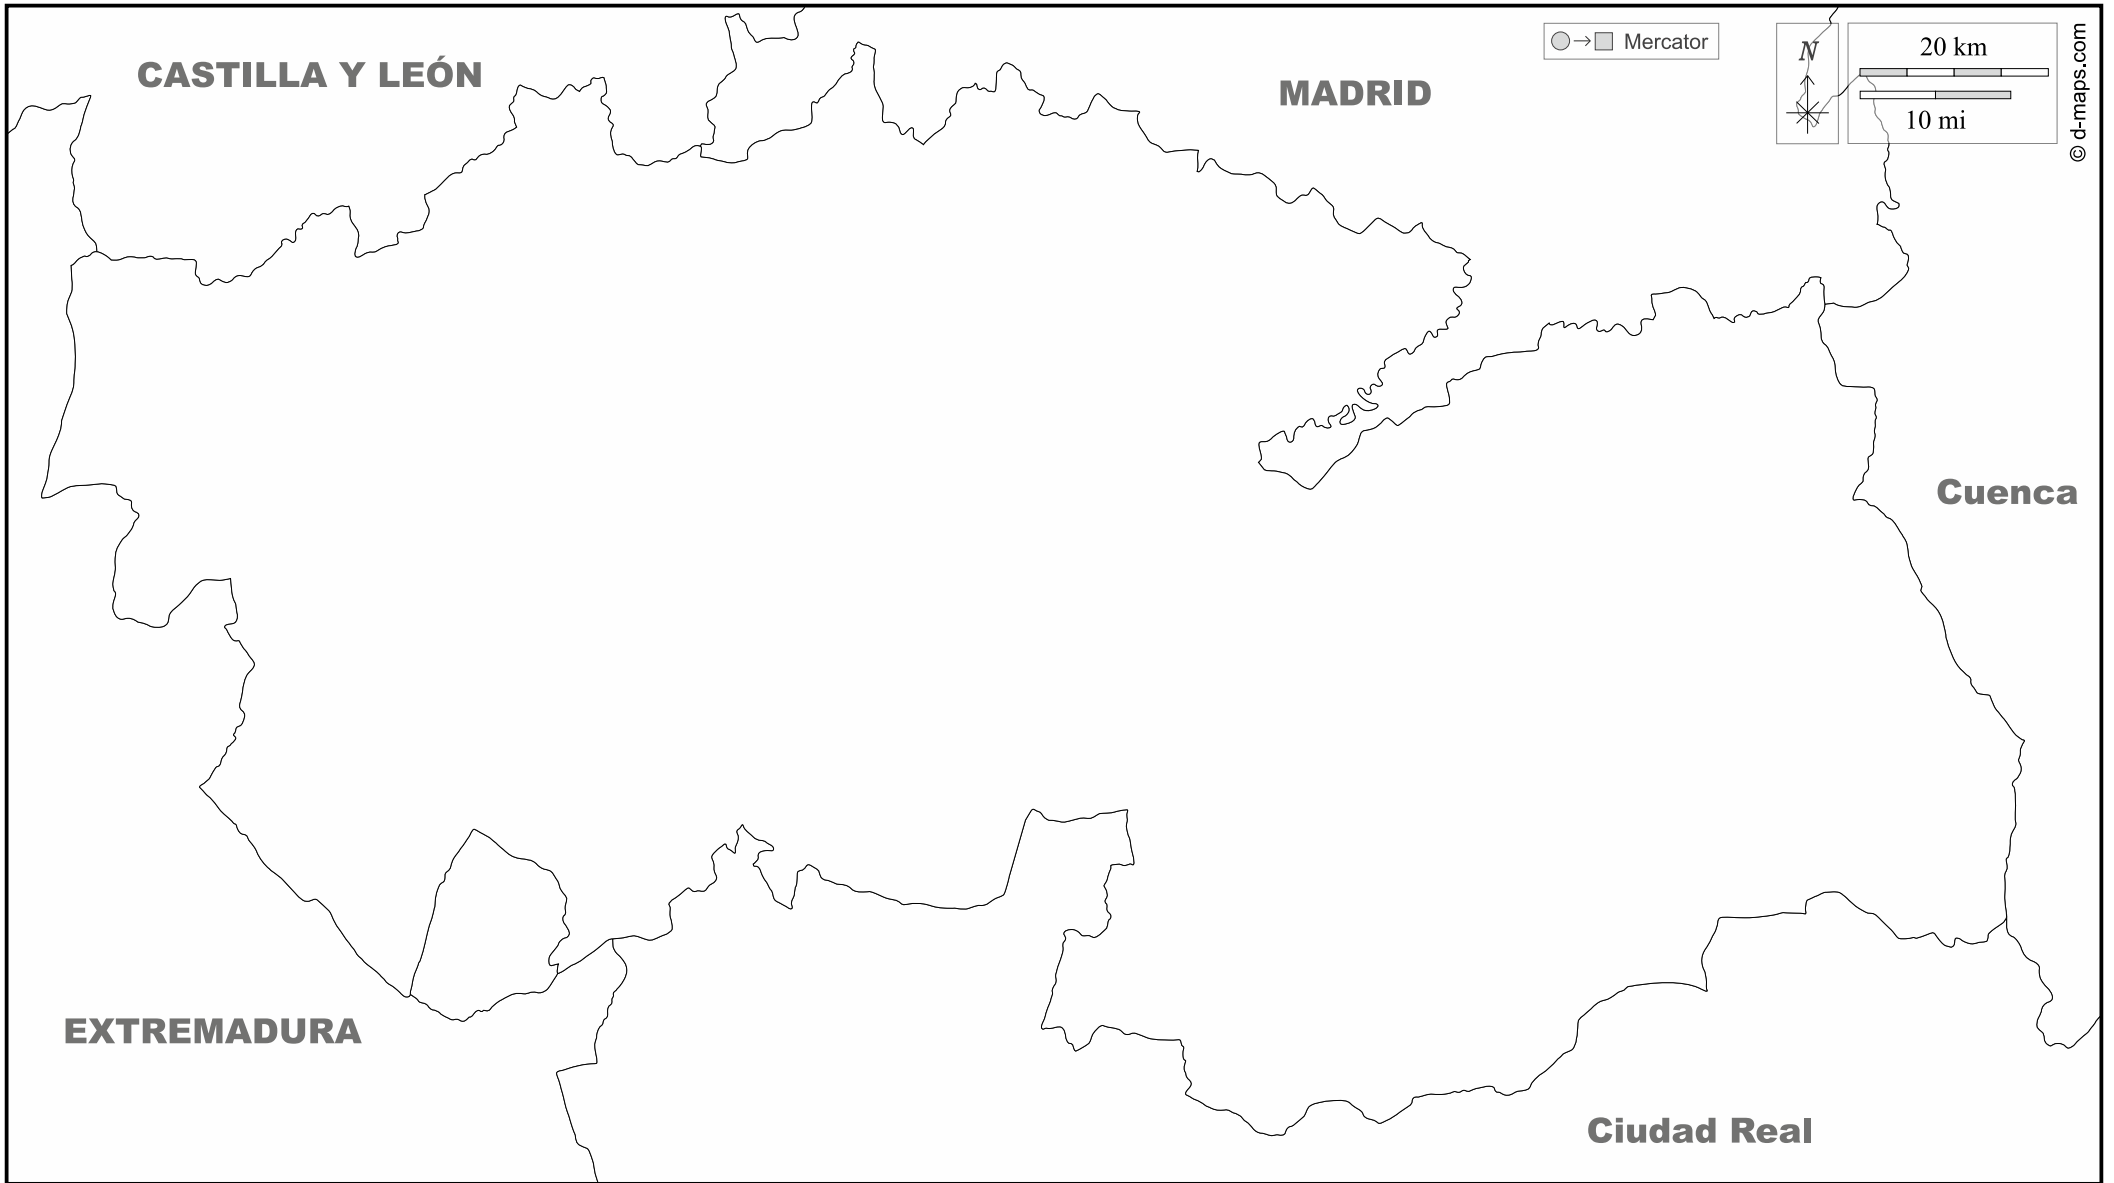 CASTILLA Y LEÓN
MADRID
Mercator
N
20 km
10 mi
© d-maps.com
Cuenca
EXTREMADURA
Ciudad Real